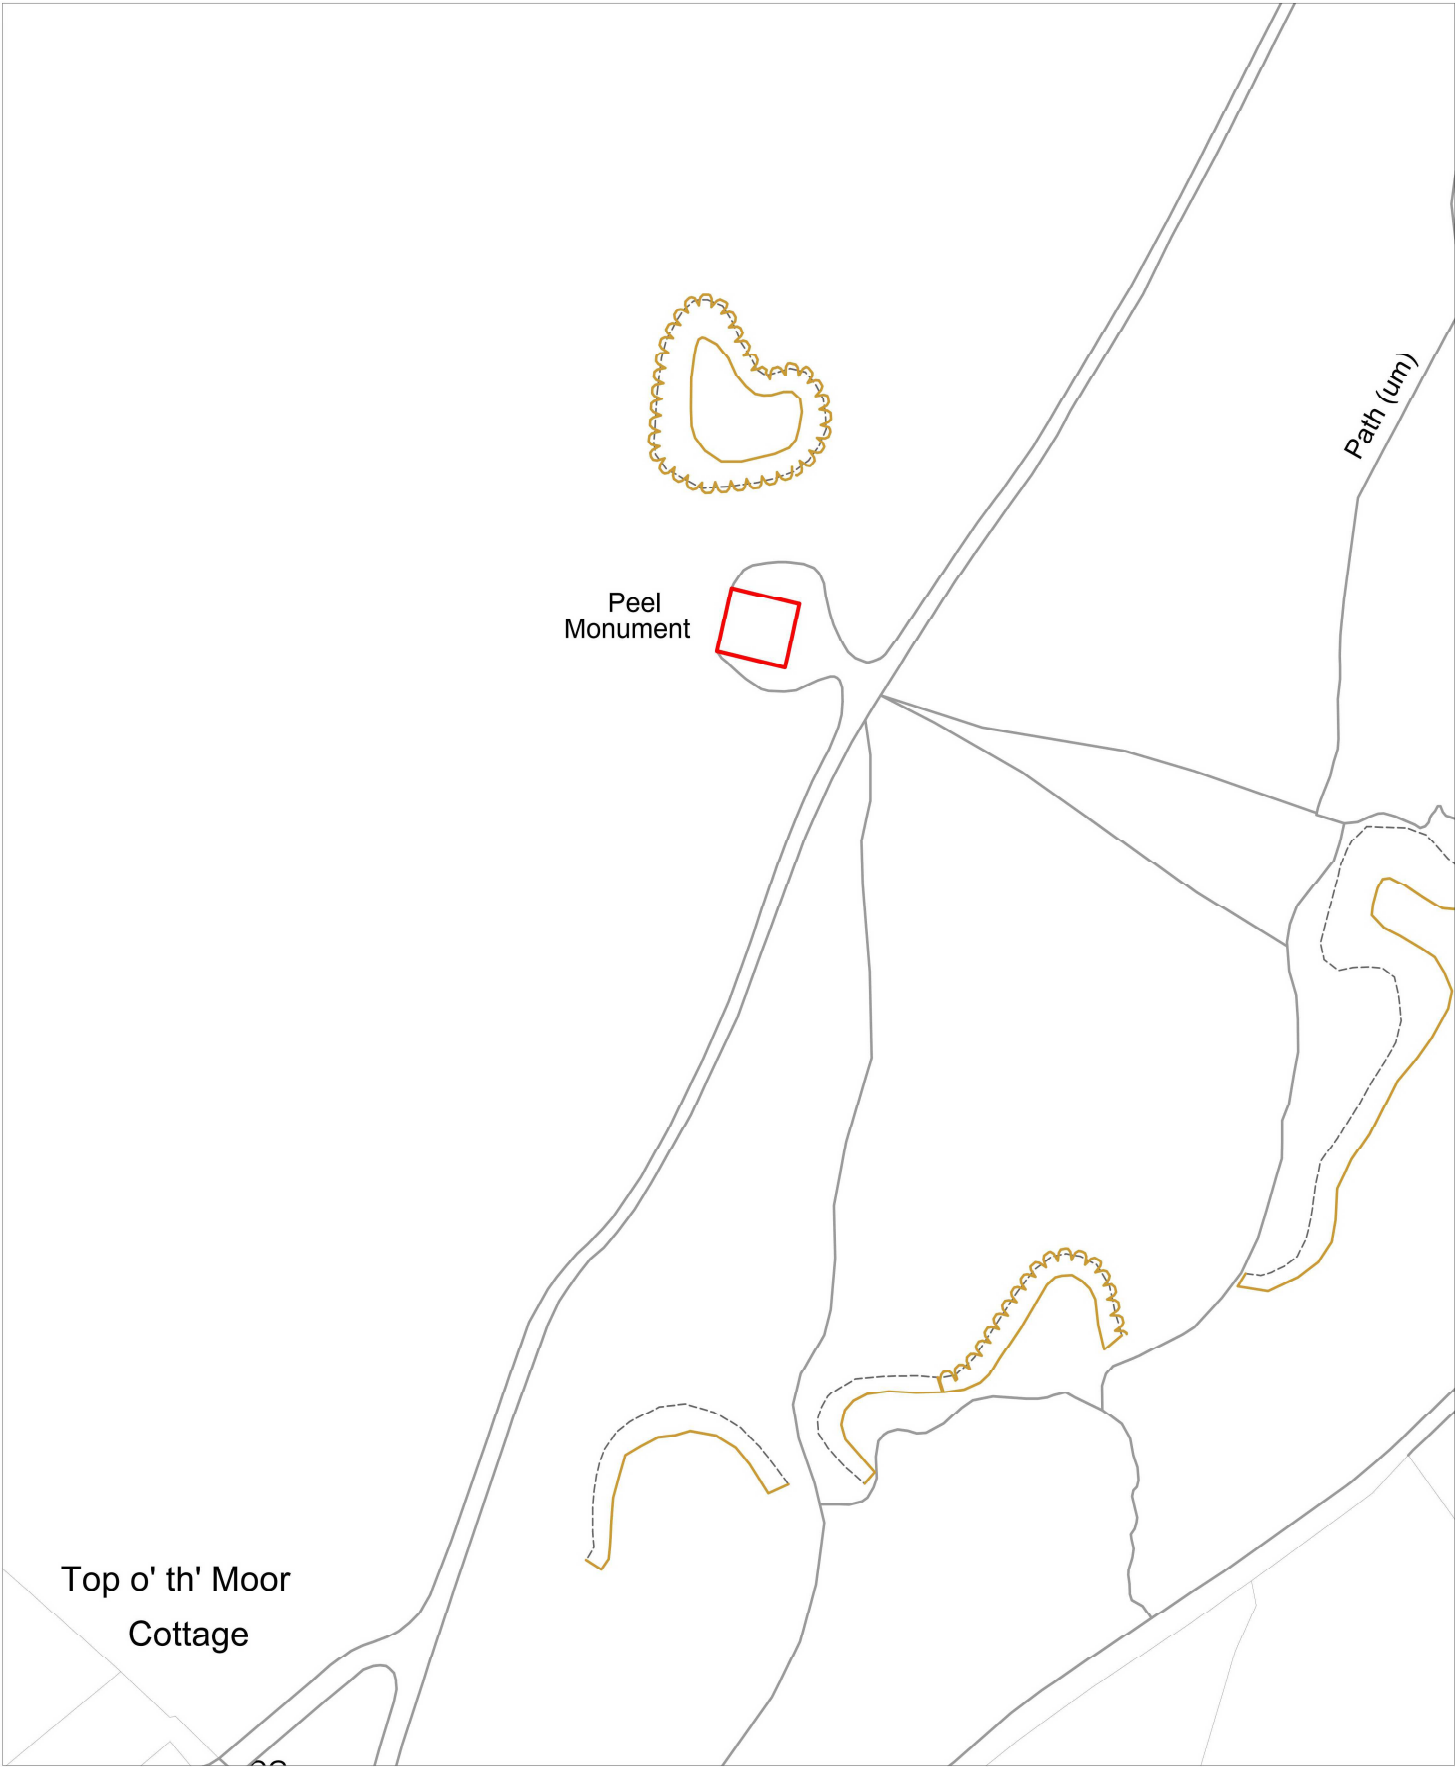 Path (um)
Peel
Monument
Top o' th' Moor
Cottage